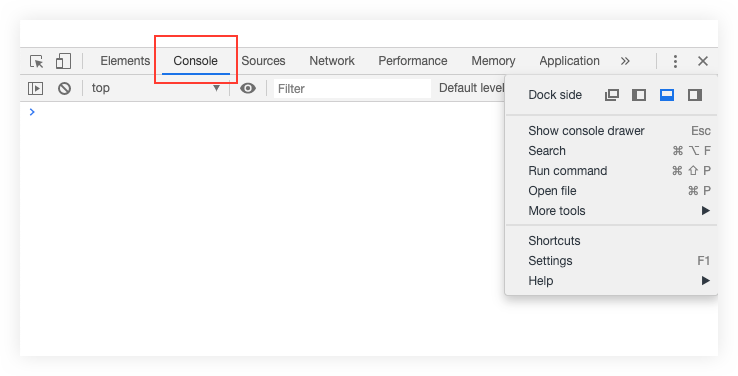 Elements Console Sources Network Performance Memory Application »
top ▼ Filter Default level
Dock side
Show console drawer Esc
Search ⌘ ⌥ F
Run command ⌘ ⇧ P
Open file ⌘ P
More tools ▶
Shortcuts
Settings F1
Help ▶